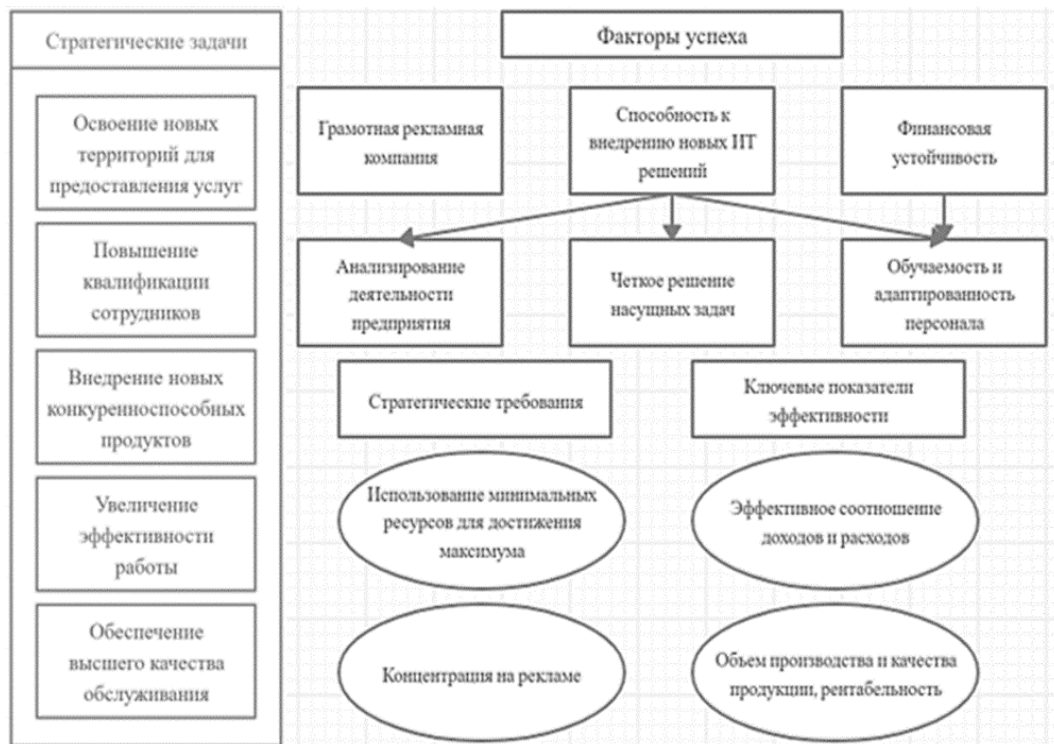 Стратегические задачи
Освоение новых
территорий для
предоставления услуг
Повышение
квалификации
сотрудников
Внедрение новых
конкуренноспособных
продуктов
Увеличение
эффективности
работы
Обеспечение
высшего качества
обслуживания
Факторы успеха
Грамотная рекламная
компания
Способность к
внедрению новых ИТ
решений
Финансовая
устойчивость
Анализирование
деятельности
предприятия
Четкое решение
насущных задач
Обучаемость и
адаптированность
персонала
Стратегические требования
Ключевые показатели
эффективности
Использование минимальных
ресурсов для достижения
максимума
Эффективное соотношение
доходов и расходов
Концентрация на рекламе
Объем производства и качества
продукции, рентабельность